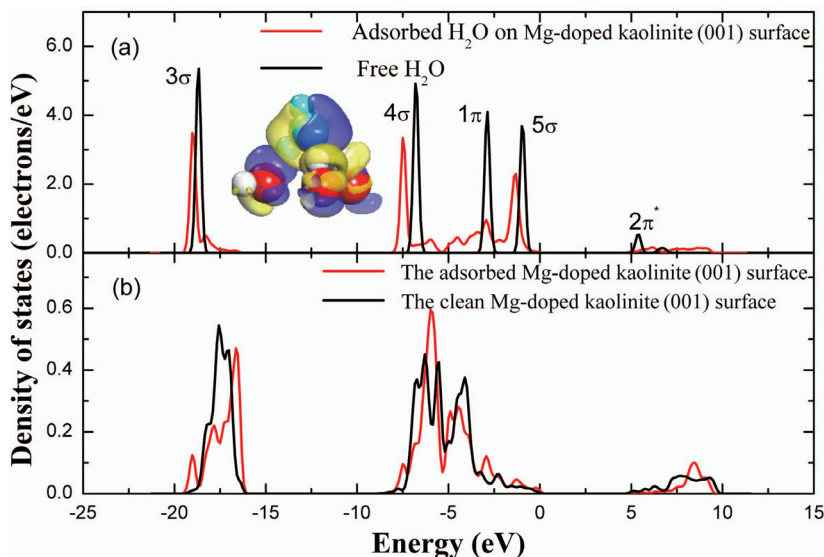 (a)
Adsorbed H₂O on Mg-doped kaolinite (001) surface
Free H₂O
3σ
4σ
1π
5σ
2π*
6.0
4.0
2.0
0.0
(b)
The adsorbed Mg-doped kaolinite (001) surface
The clean Mg-doped kaolinite (001) surface
0.6
0.4
0.2
0.0
Density of states (electrons/eV)
-25 -20 -15 -10 -5 0 5 10 15
Energy (eV)